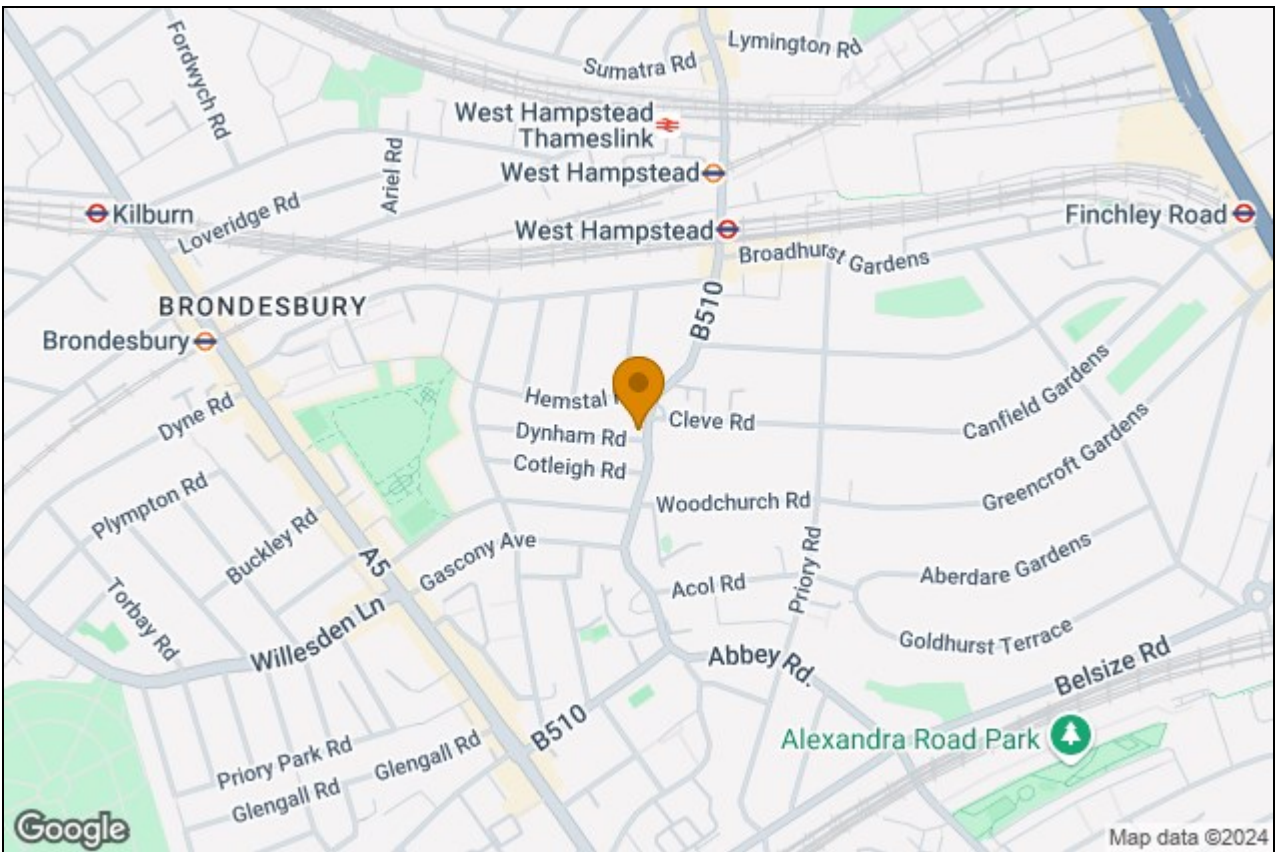 Lymington Rd
Sumatra Rd
Fordwych Rd
West Hampstead
Thameslink
Ariel Rd
West Hampstead
Kilburn
Loveridge Rd
West Hampstead
Finchley Road
Broadhurst Gardens
BRONDESBURY
B510
Brondesbury
Hemstal
Dyne Rd
Cleve Rd
Canfield Gardens
Dynham Rd
Cotleigh Rd
Greencroft Gardens
Plympton Rd
Woodchurch Rd
Buckley Rd
A5
Gascony Ave
Priory Rd
Aberdare Gardens
Acol Rd
Torbay Rd
Willesden Ln
Goldhurst Terrace
Abbey Rd.
Belsize Rd
B510
Alexandra Road Park
Priory Park Rd
Glengall Rd
Glengall Rd
Google
Map data ©2024